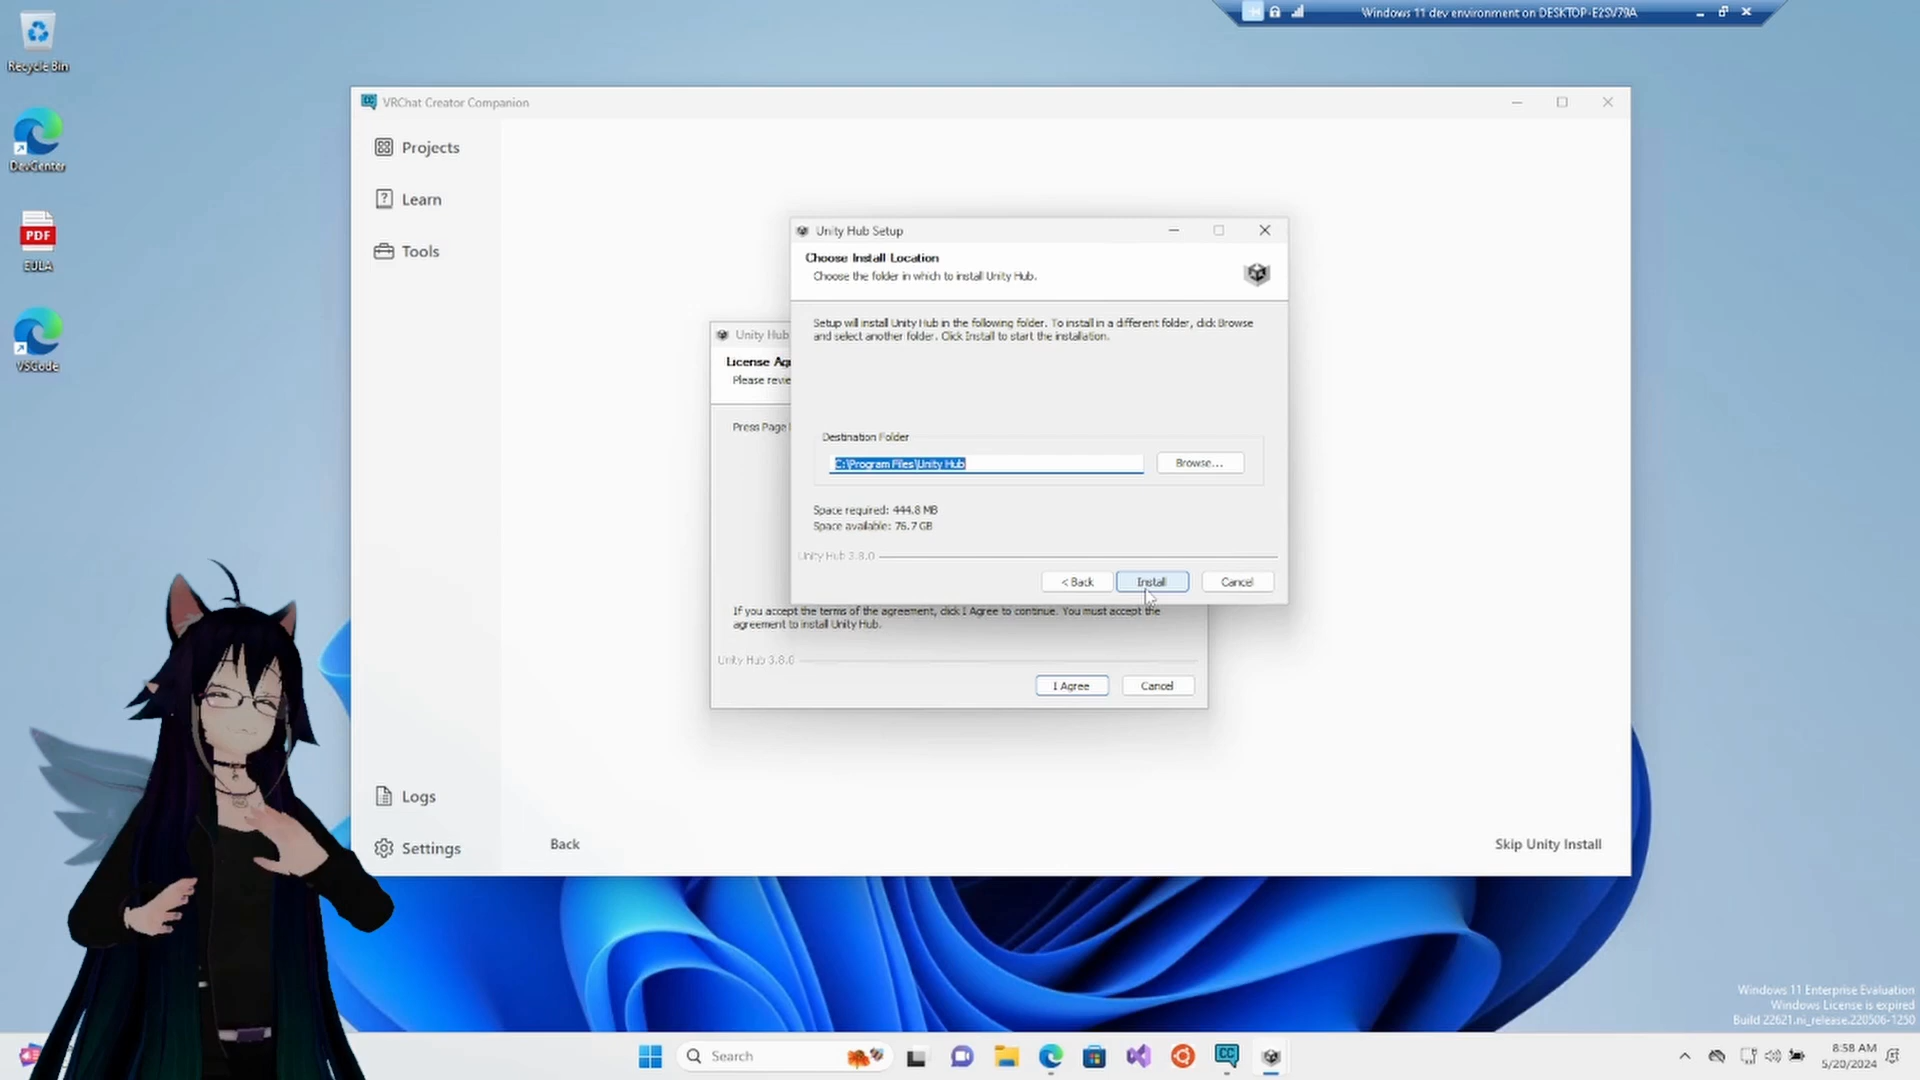 Recycle Bin
DevCenter
PDF
EULA
VSCode
Windows 11 dev environment on DESKTOP-E2SV79A
VRChat Creator Companion
Projects
Learn
Tools
Logs
Settings
Back
Skip Unity Install
Unity Hub Setup
Choose Install Location
Choose the folder in which to install Unity Hub.
Setup will install Unity Hub in the following folder. To install in a different folder, click Browse
and select another folder. Click Install to start the installation.
Destination Folder
C:\Program Files\Unity Hub
Browse...
Space required: 444.8 MB
Space available: 76.7 GB
Unity Hub 3.8.0
< Back
Install
Cancel
Unity Hub
License
Please
Press Page
If you accept the terms of the agreement, click I Agree to continue. You must accept the
agreement to install Unity Hub.
Unity Hub 3.8.0
I Agree
Cancel
Windows 11 Enterprise Evaluation
Windows License is expired
Build 22621.ni_release.220506-1250
Search
8:58 AM
5/20/2024